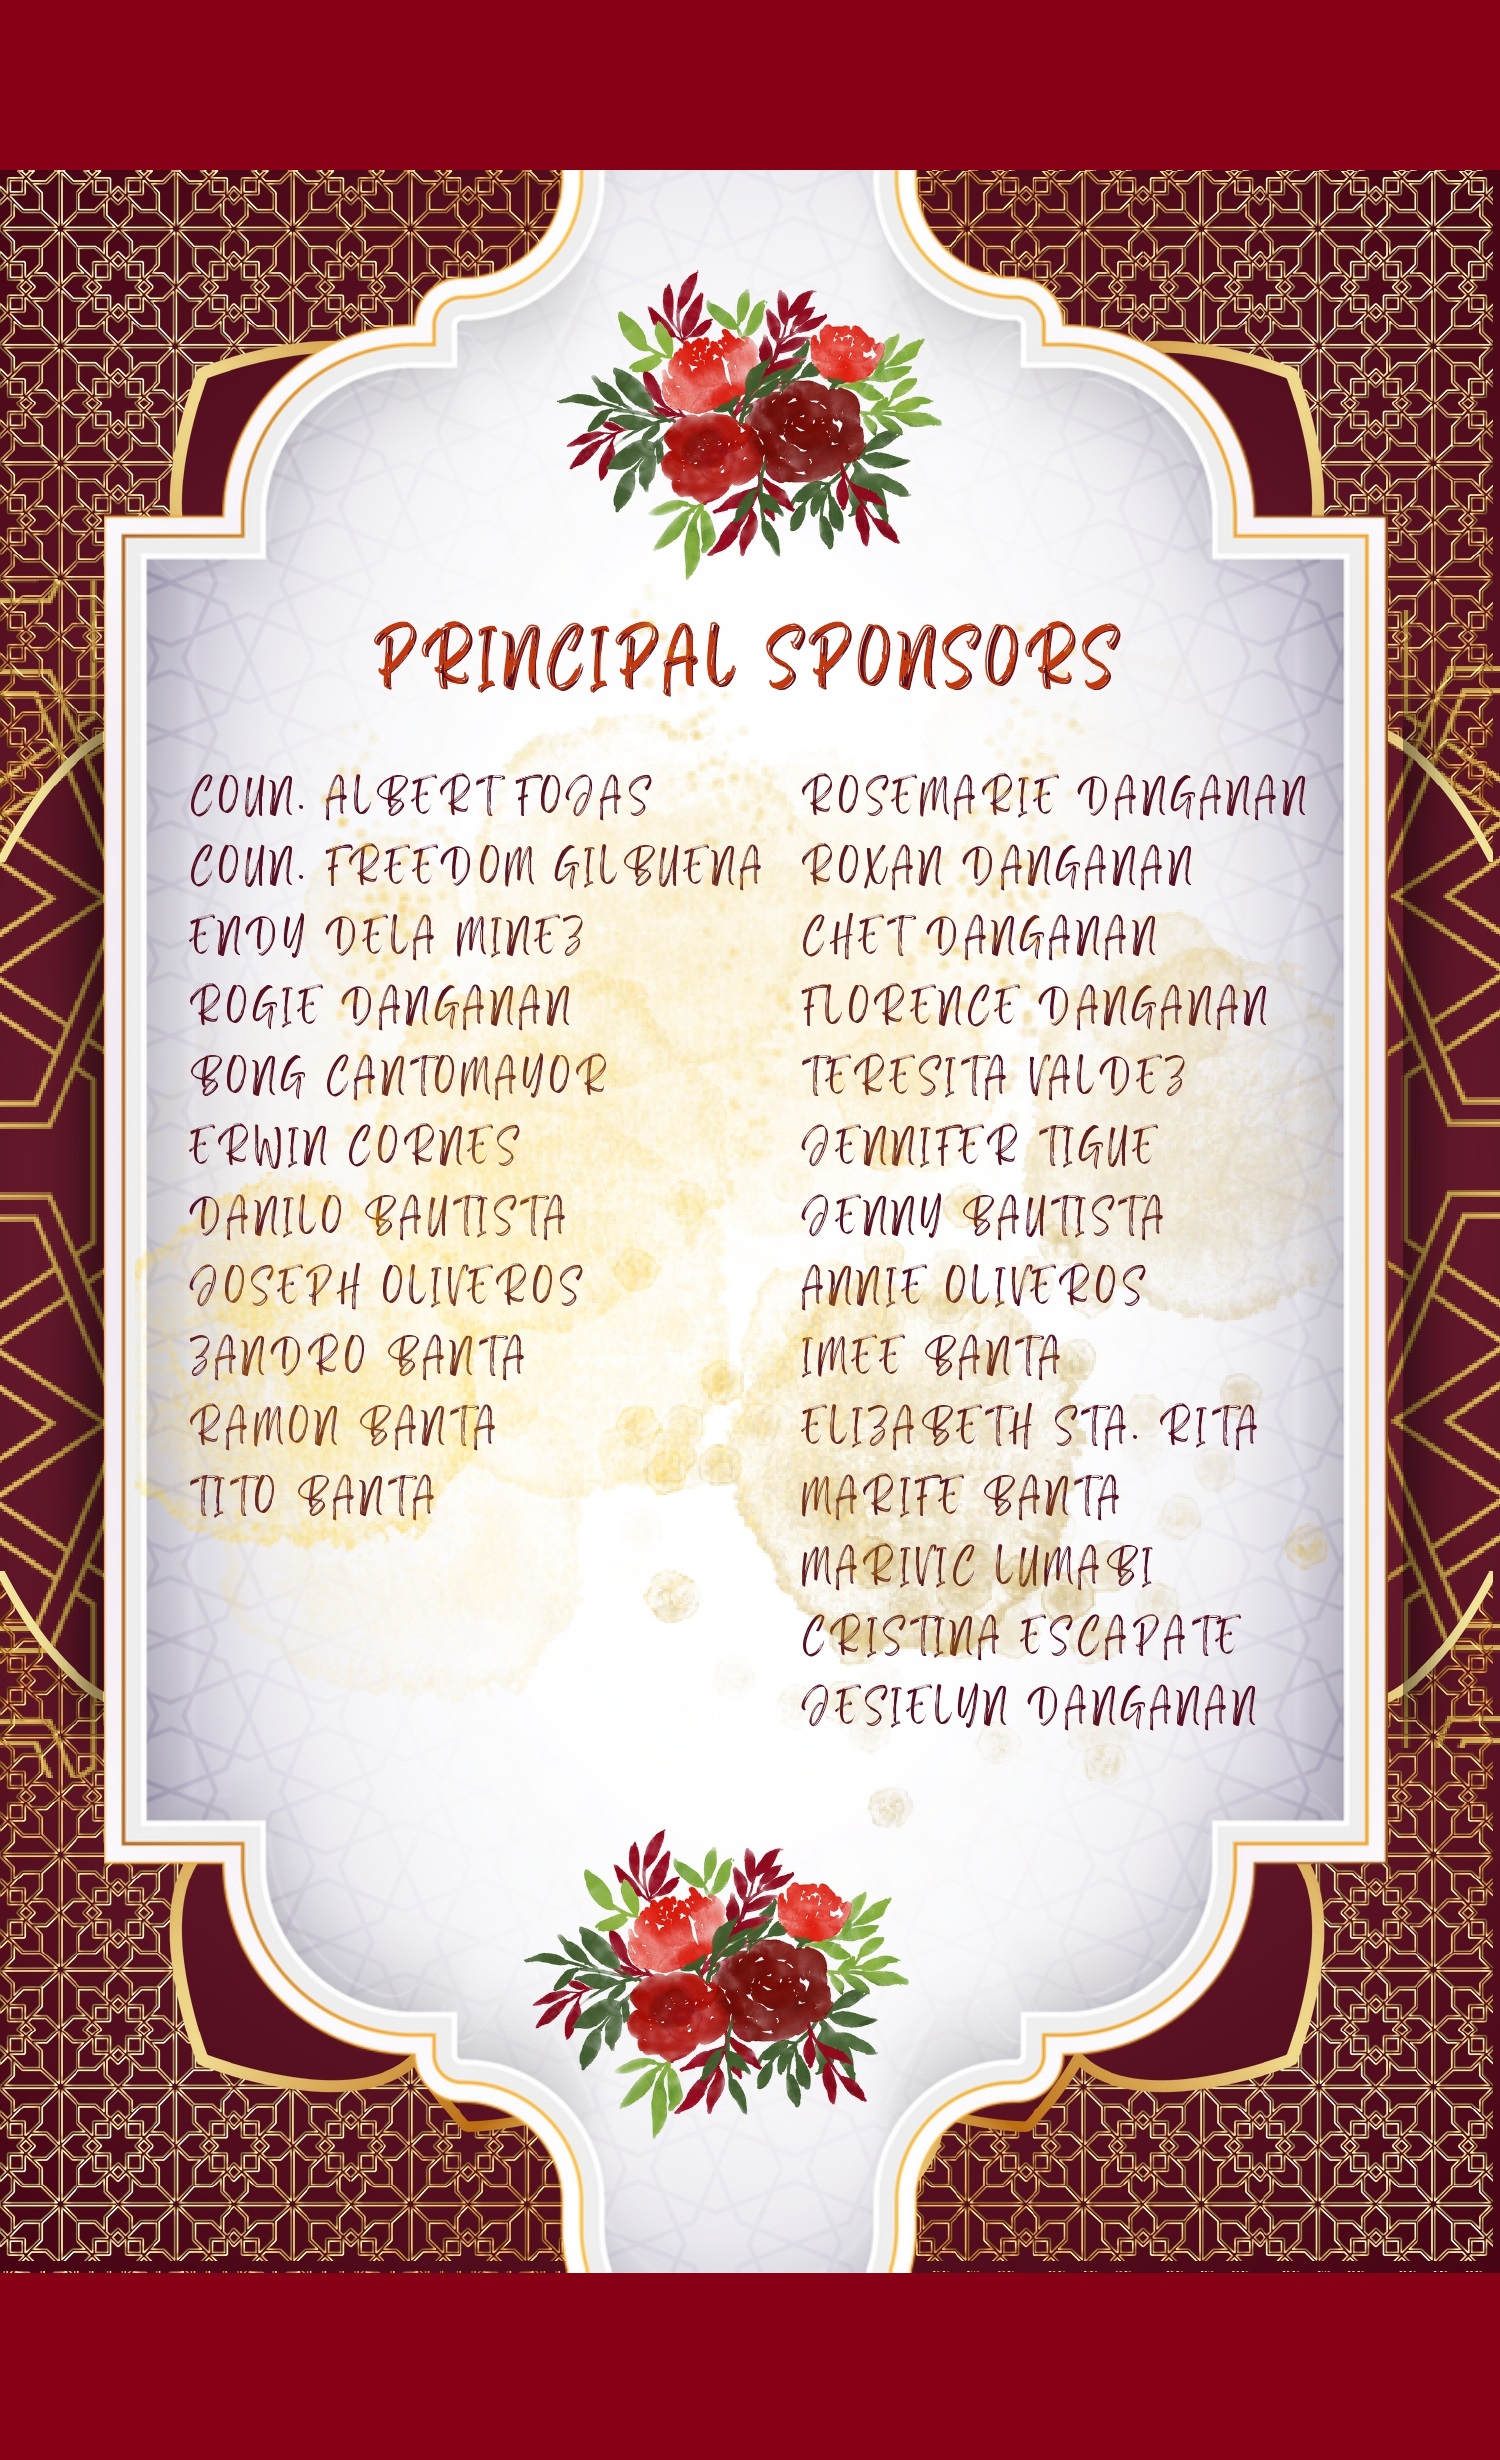 PRINCIPAL SPONSORS
COUN. ALBERT FOJAS
COUN. FREEDOM GILBUENA
ENDY DELA MINEZ
ROGIE DANGANAN
BONG CANTOMAYOR
ERWIN CORNES
DANILO BAUTISTA
JOSEPH OLIVEROS
ZANDRO BANTA
RAMON BANTA
TITO BANTA
ROSEMARIE DANGANAN
ROXAN DANGANAN
CHET DANGANAN
FLORENCE DANGANAN
TERESITA VALDEZ
JENNIFER TIGUE
JENNY BAUTISTA
ANNIE OLIVEROS
IMEE BANTA
ELIZABETH STA. RITA
MARIFE BANTA
MARIVIC LUMABI
CRISTINA ESCAPATE
JESIELYN DANGANAN